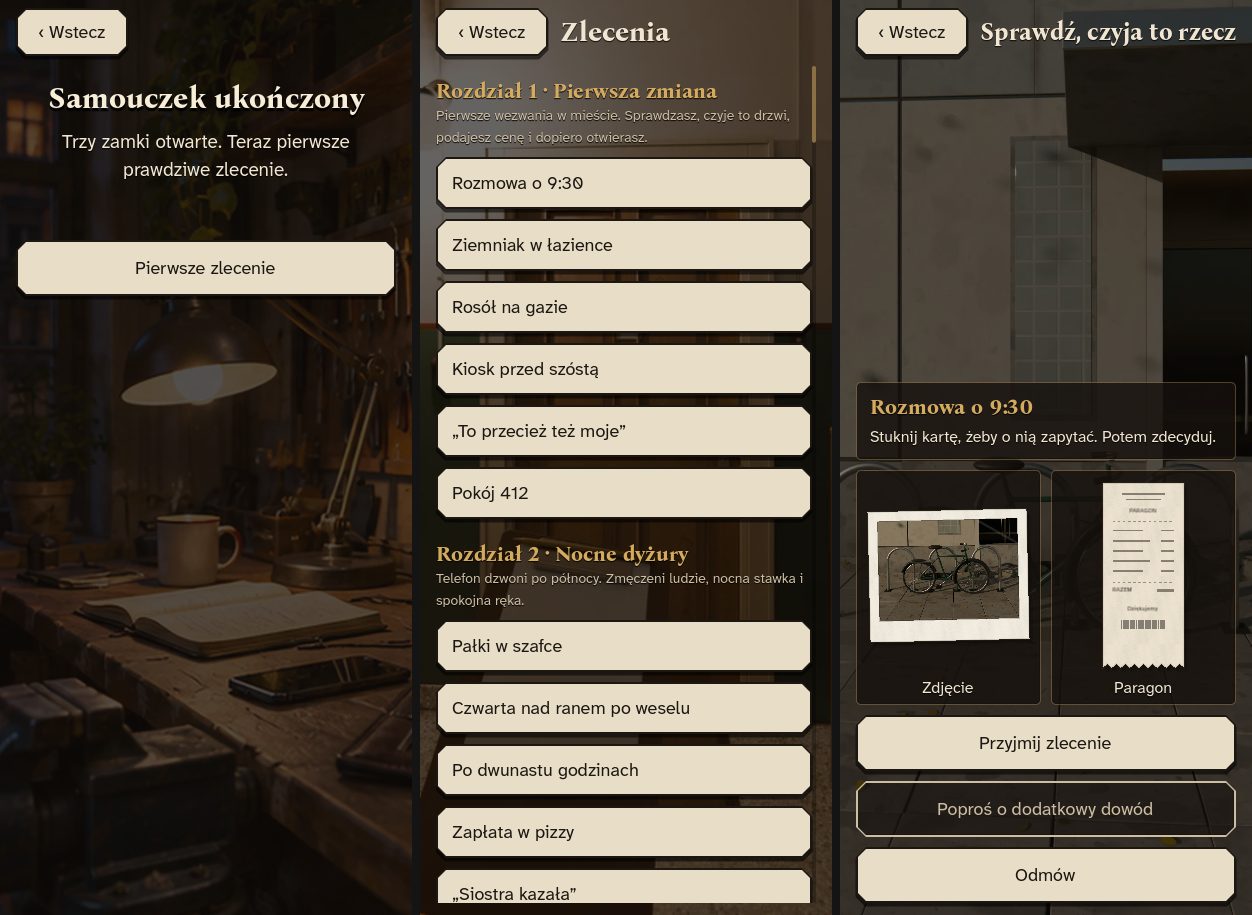 ‹ Wstecz
Samouczek ukończony
Trzy zamki otwarte. Teraz pierwsze
prawdziwe zlecenie.
Pierwsze zlecenie
‹ Wstecz
Zlecenia
Rozdział 1 · Pierwsza zmiana
Pierwsze wezwania w mieście. Sprawdzasz, czyje to drzwi,
podajesz cenę i dopiero otwierasz.
Rozmowa o 9:30
Ziemniak w łazience
Rosół na gazie
Kiosk przed szóstą
„To przecież też moje”
Pokój 412
Rozdział 2 · Nocne dyżury
Telefon dzwoni po północy. Zmęczeni ludzie, nocna stawka i
spokojna ręka.
Pałki w szafce
Czwarta nad ranem po weselu
Po dwunastu godzinach
Zapłata w pizzy
„Siostra kazała”
‹ Wstecz
Sprawdź, czyja to rzecz
Rozmowa o 9:30
Stuknij kartę, żeby o nią zapytać. Potem zdecyduj.
Zdjęcie
PARAGON
RAZEM
Dziękujemy
Paragon
Przyjmij zlecenie
Poproś o dodatkowy dowód
Odmów